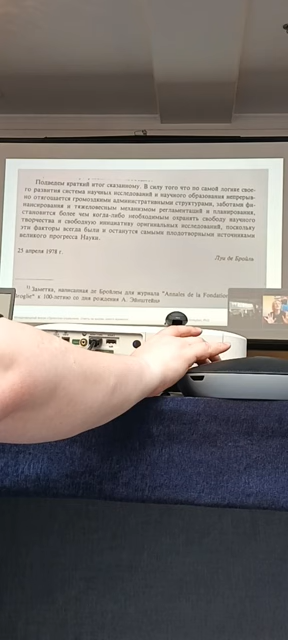 Подведем краткий итог сказанному. В силу того что по самой логике свое-
го развития система научных исследований и научного образования непрерыв-
но отягощается громоздкими административными структурами, заботами фи-
нансирования и тяжеловесным механизмом регламентаций и планирования,
становится более чем когда-либо необходимым охранять свободу научного
творчества и свободную инициативу оригинальных исследований, поскольку
эти факторы всегда были и останутся самыми плодотворными источниками
великого прогресса Науки.
25 апреля 1978 г.
Луи де Бройль
1) Заметка, написанная де Бройлем для журнала "Annales de la Fondation
Broglie" к 100-летию со дня рождения А. Эйнштейна